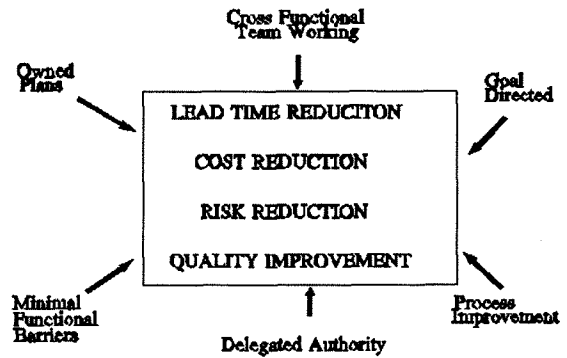 Cross Functional
Team Working
Owned
Plans
Goal
Directed
LEAD TIME REDUCITON
COST REDUCTION
RISK REDUCTION
QUALITY IMPROVEMENT
Minimal
Functional
Barriers
Delegated Authority
Process
Improvement